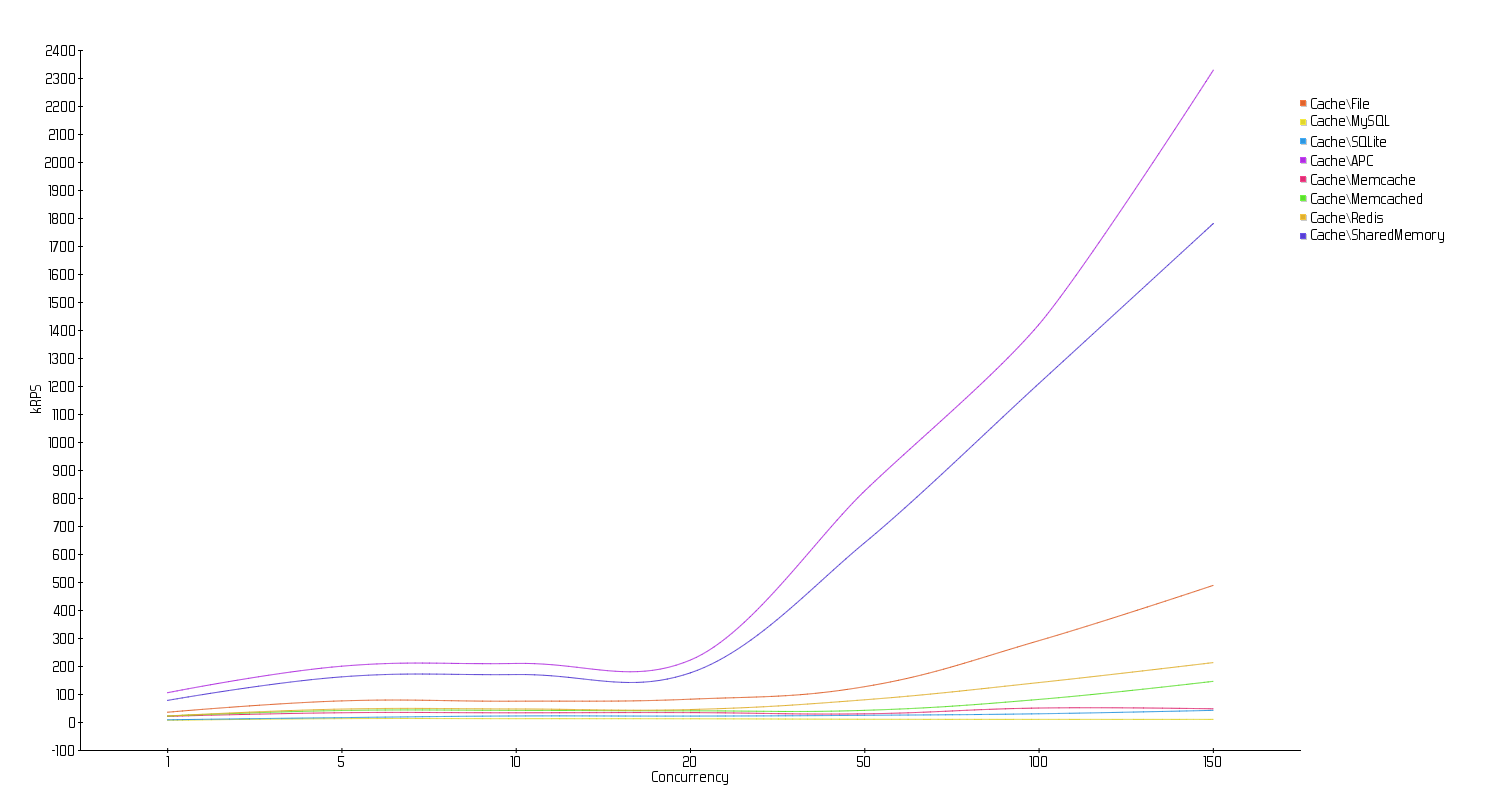 2400
2300
2200
2100
2000
1900
1800
1700
1600
1500
1400
1300
1200
1100
1000
900
800
700
600
500
400
300
200
100
0
-100
kRPS
1 5 10 20 50 100 150
Concurrency
Cache\File
Cache\MySQL
Cache\SQLite
Cache\APC
Cache\Memcache
Cache\Memcached
Cache\Redis
Cache\SharedMemory